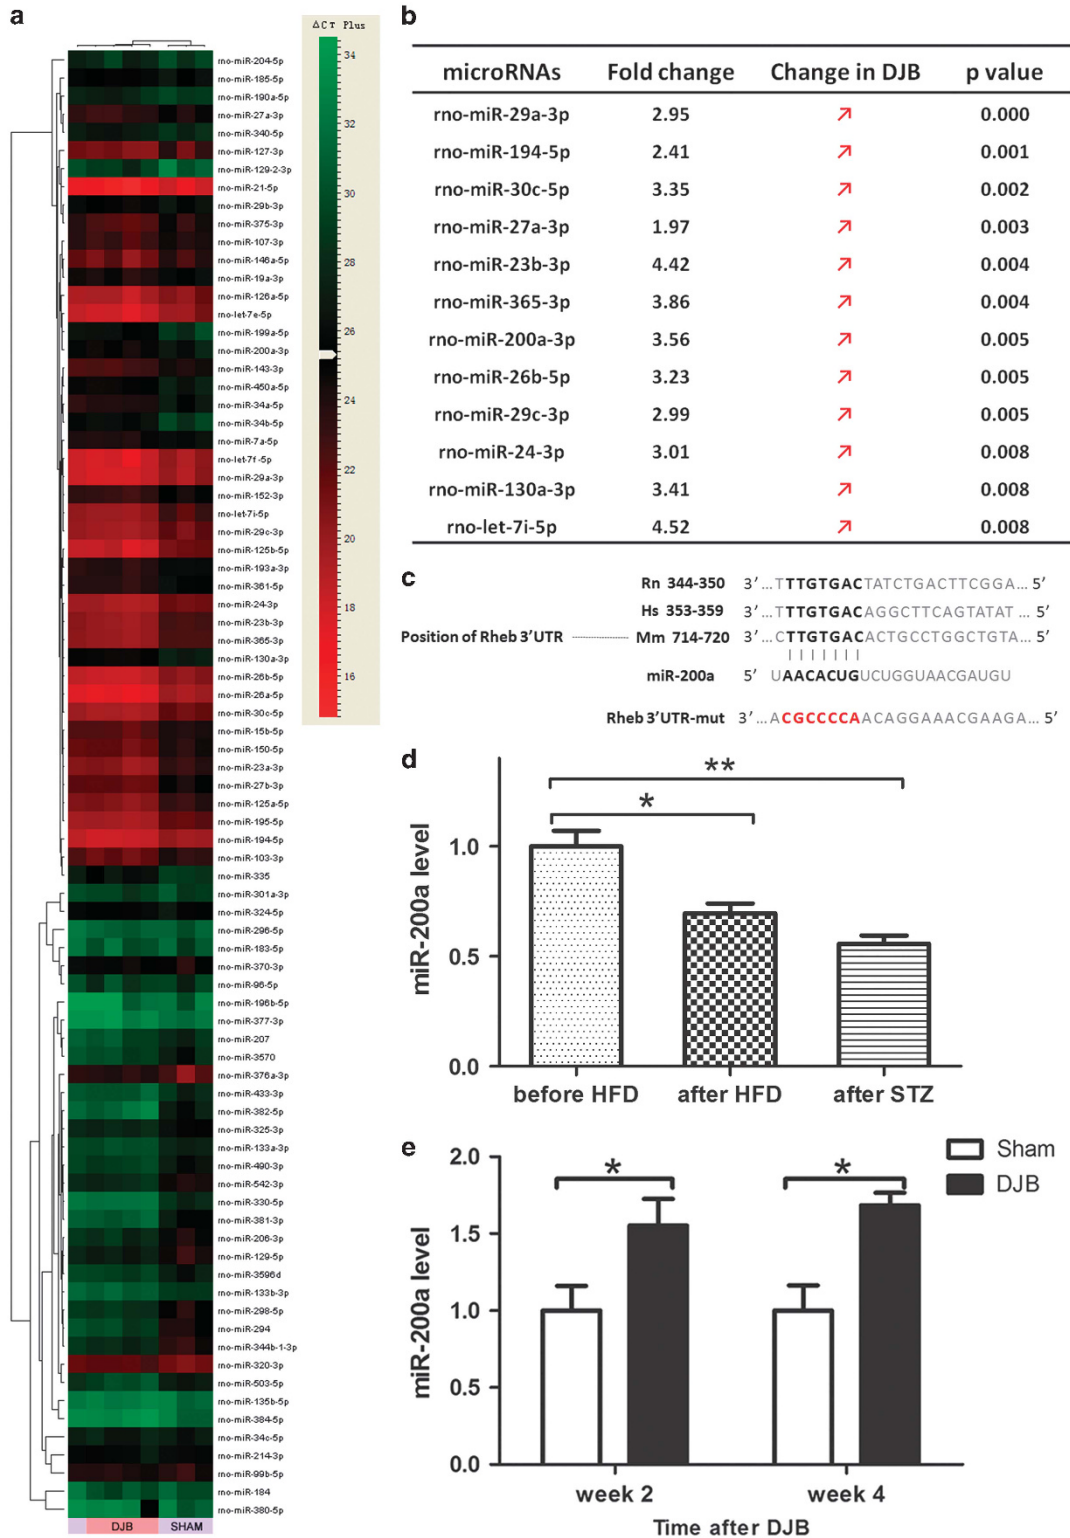 a
ΔCT Plus
34
32
30
28
26
24
22
20
18
16
rno-miR-204-5p
rno-miR-185-5p
rno-miR-190a-5p
rno-miR-27a-3p
rno-miR-340-5p
rno-miR-127-3p
rno-miR-129-2-3p
rno-miR-21-5p
rno-miR-29b-3p
rno-miR-375-3p
rno-miR-107-3p
rno-miR-146a-5p
rno-miR-19a-3p
rno-miR-126a-5p
rno-let-7e-5p
rno-miR-199a-5p
rno-miR-200a-3p
rno-miR-143-3p
rno-miR-450a-5p
rno-miR-34a-5p
rno-miR-34b-5p
rno-miR-7a-5p
rno-let-7f-5p
rno-miR-29a-3p
rno-miR-152-3p
rno-let-7i-5p
rno-miR-29c-3p
rno-miR-125b-5p
rno-miR-193a-3p
rno-miR-361-5p
rno-miR-24-3p
rno-miR-23b-3p
rno-miR-365-3p
rno-miR-130a-3p
rno-miR-26b-5p
rno-miR-26a-5p
rno-miR-30c-5p
rno-miR-15b-5p
rno-miR-150-5p
rno-miR-23a-3p
rno-miR-27b-3p
rno-miR-125a-5p
rno-miR-195-5p
rno-miR-194-5p
rno-miR-103-3p
rno-miR-335
rno-miR-301a-3p
rno-miR-324-5p
rno-miR-296-5p
rno-miR-183-5p
rno-miR-370-3p
rno-miR-96-5p
rno-miR-196b-5p
rno-miR-377-3p
rno-miR-207
rno-miR-3570
rno-miR-376a-3p
rno-miR-433-3p
rno-miR-382-5p
rno-miR-325-3p
rno-miR-133a-3p
rno-miR-490-3p
rno-miR-542-3p
rno-miR-330-5p
rno-miR-381-3p
rno-miR-206-3p
rno-miR-129-5p
rno-miR-3596d
rno-miR-133b-3p
rno-miR-298-5p
rno-miR-294
rno-miR-344b-1-3p
rno-miR-320-3p
rno-miR-503-5p
rno-miR-135b-5p
rno-miR-384-5p
rno-miR-34c-5p
rno-miR-214-3p
rno-miR-99b-5p
rno-miR-184
rno-miR-380-5p
DJB SHAM
b
microRNAs Fold change Change in DJB p value
rno-miR-29a-3p 2.95 ↗ 0.000
rno-miR-194-5p 2.41 ↗ 0.001
rno-miR-30c-5p 3.35 ↗ 0.002
rno-miR-27a-3p 1.97 ↗ 0.003
rno-miR-23b-3p 4.42 ↗ 0.004
rno-miR-365-3p 3.86 ↗ 0.004
rno-miR-200a-3p 3.56 ↗ 0.005
rno-miR-26b-5p 3.23 ↗ 0.005
rno-miR-29c-3p 2.99 ↗ 0.005
rno-miR-24-3p 3.01 ↗ 0.008
rno-miR-130a-3p 3.41 ↗ 0.008
rno-let-7i-5p 4.52 ↗ 0.008
c
Rn 344-350 3'...TTTGTGACTATCTGACTTCGGA... 5'
Hs 353-359 3'...TTTGTGACAGGCTTCAGTATAT... 5'
Position of Rheb 3'UTR Mm 714-720 3'...CTTGTGACACTGCCTGGCTGTA... 5'
miR-200a 5' UAACACUGUCUGGUAACGAUGU
Rheb 3'UTR-mut 3'...ACGCCCCAACAGGAAACGAAGA... 5'
d
miR-200a level
1.0
0.5
0.0
**
*
before HFD after HFD after STZ
e
miR-200a level
2.0
1.5
1.0
0.5
0.0
* *
Sham
DJB
week 2 week 4
Time after DJB